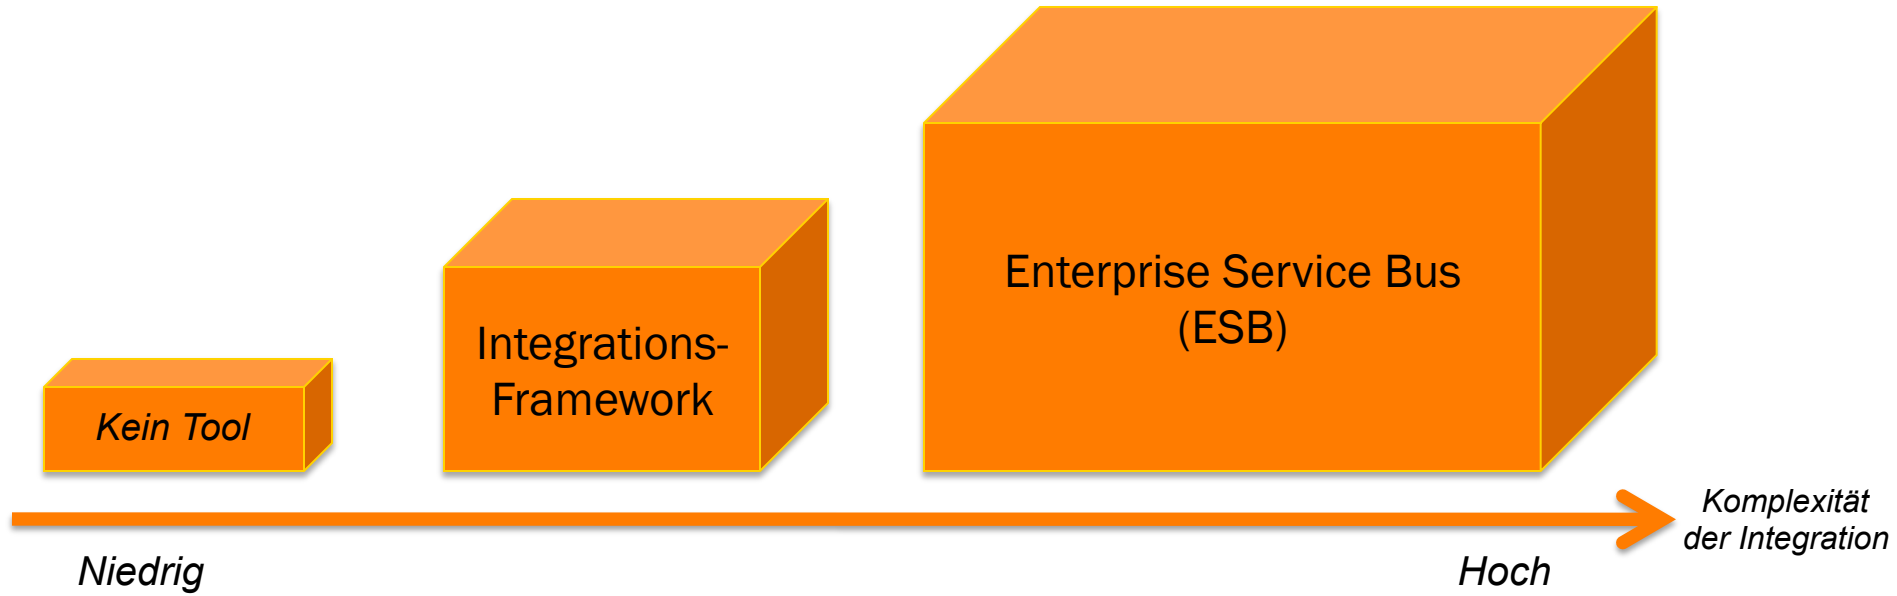 Kein Tool
Integrations-
Framework
Enterprise Service Bus
(ESB)
Komplexität
der Integration
Niedrig
Hoch